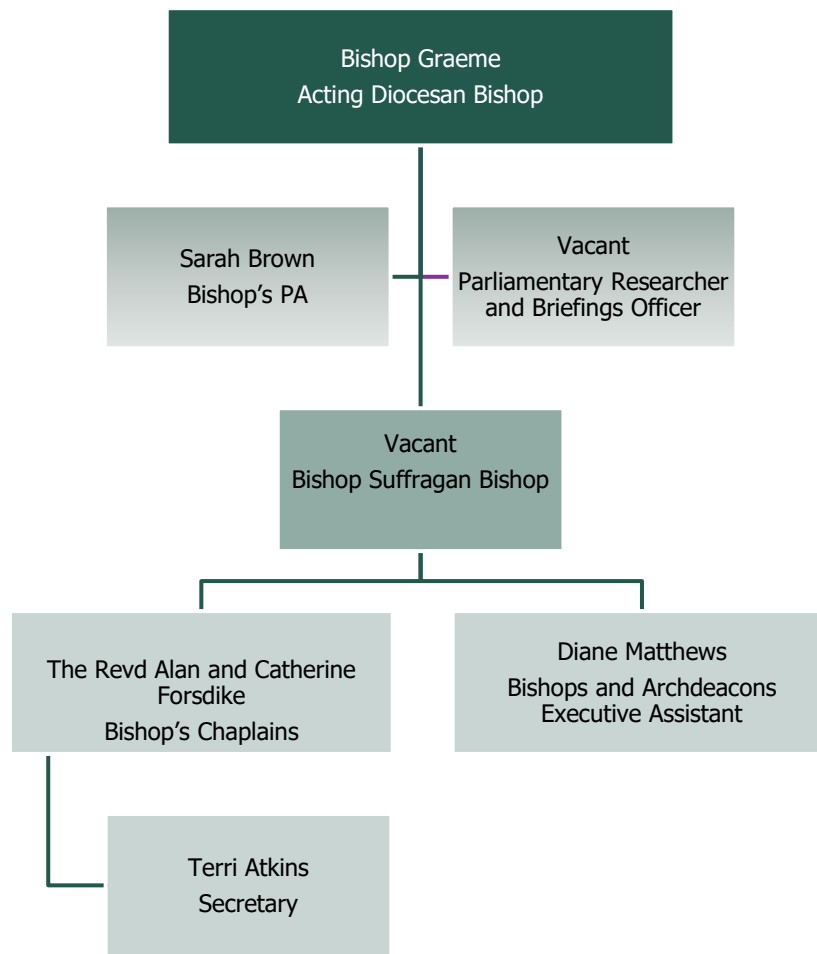 Bishop Graeme
Acting Diocesan Bishop
Sarah Brown
Bishop’s PA
Vacant
Parliamentary Researcher
and Briefings Officer
Vacant
Bishop Suffragan Bishop
The Revd Alan and Catherine
Forsdike
Bishop’s Chaplains
Diane Matthews
Bishops and Archdeacons
Executive Assistant
Terri Atkins
Secretary